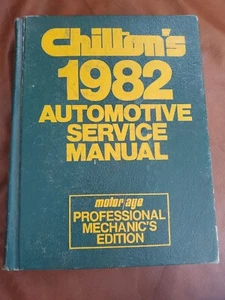 Chilton's
1982
AUTOMOTIVE
SERVICE
MANUAL
motor/age
PROFESSIONAL
MECHANIC'S
EDITION